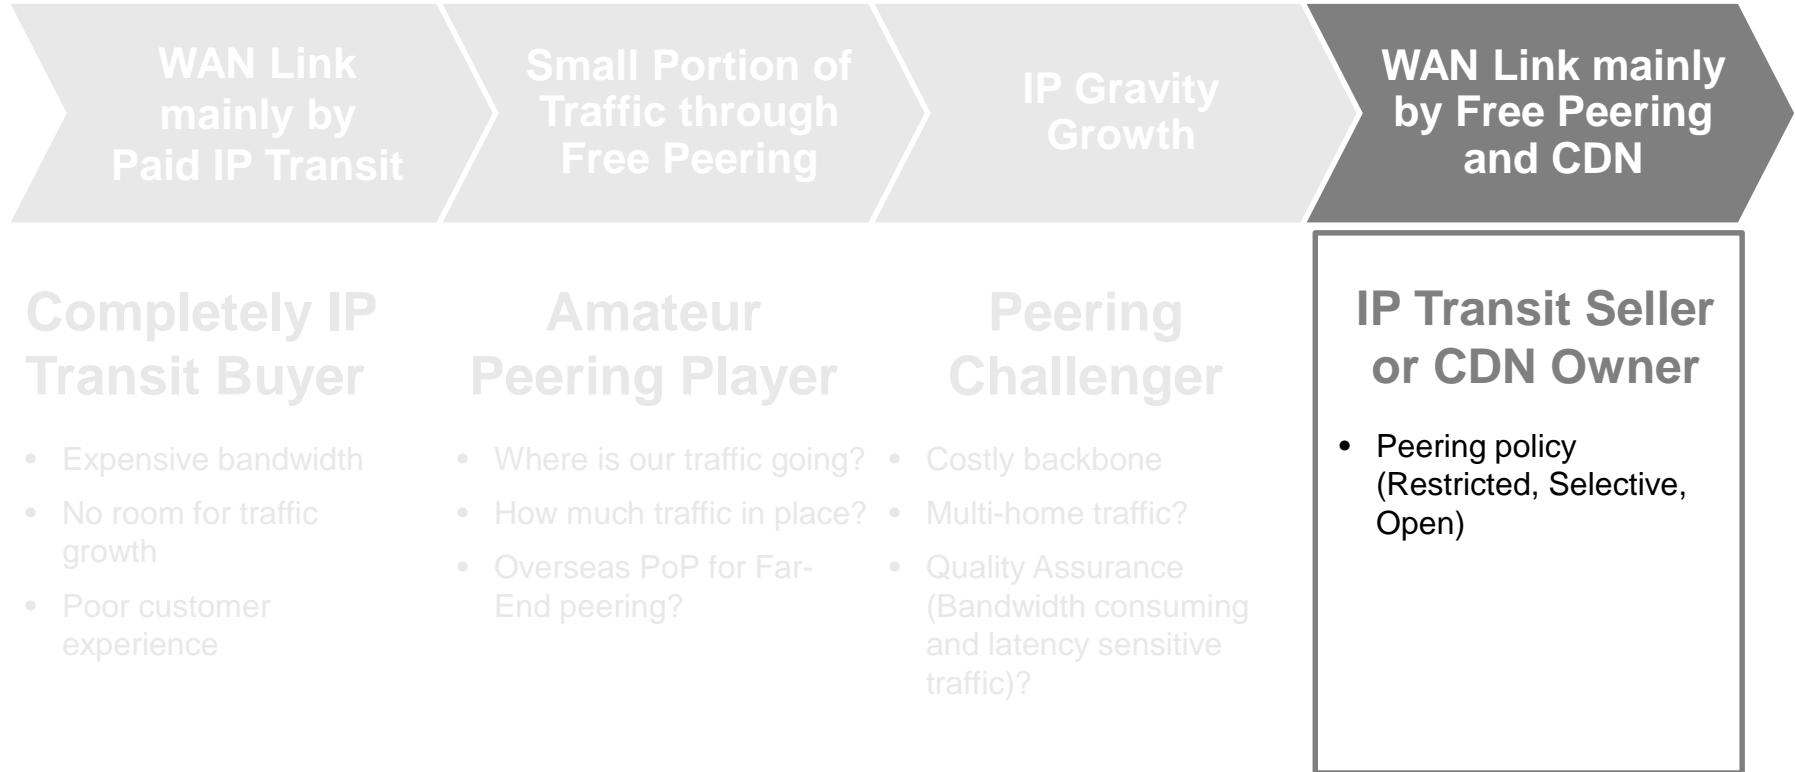 WAN Link
mainly by
Paid IP Transit
Small Portion of
Traffic through
Free Peering
IP Gravity
Growth
WAN Link mainly
by Free Peering
and CDN
Completely IP
Transit Buyer
• Expensive bandwidth
• No room for traffic
growth
• Poor customer
experience
Amateur
Peering Player
• Where is our traffic going?
• How much traffic in place?
• Overseas PoP for Far-
End peering?
Peering
Challenger
• Costly backbone
• Multi-home traffic?
• Quality Assurance
(Bandwidth consuming
and latency sensitive
traffic)?
IP Transit Seller
or CDN Owner
• Peering policy
(Restricted, Selective,
Open)